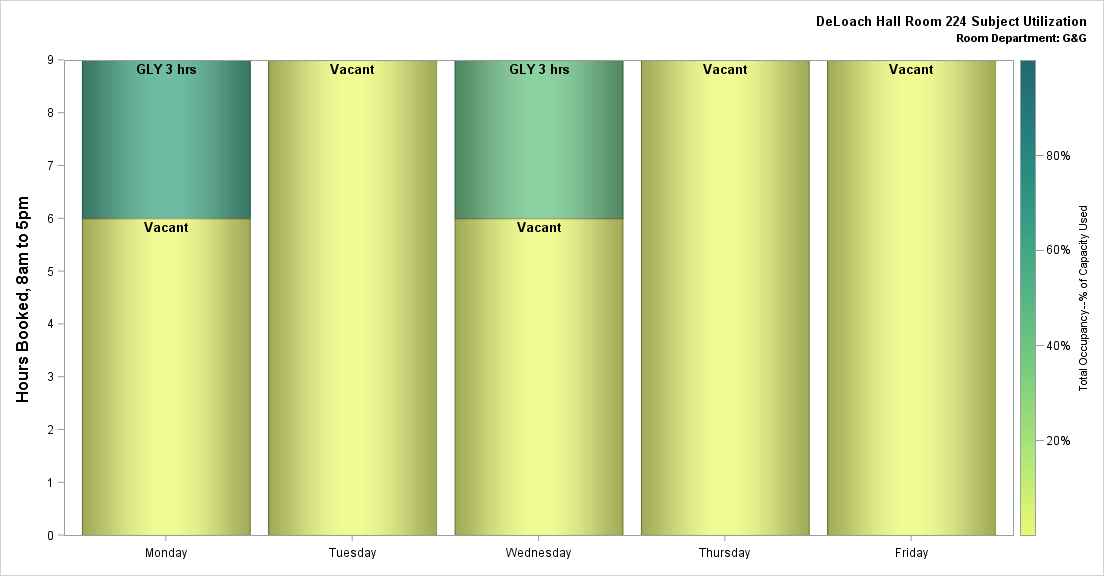 DeLoach Hall Room 224 Subject Utilization
Room Department: G&G
Hours Booked, 8am to 5pm
9
8
7
6
5
4
3
2
1
0
GLY 3 hrs
Vacant
Vacant
GLY 3 hrs
Vacant
Vacant
Vacant
Monday
Tuesday
Wednesday
Thursday
Friday
80%
60%
40%
20%
Total Occupancy--% of Capacity Used